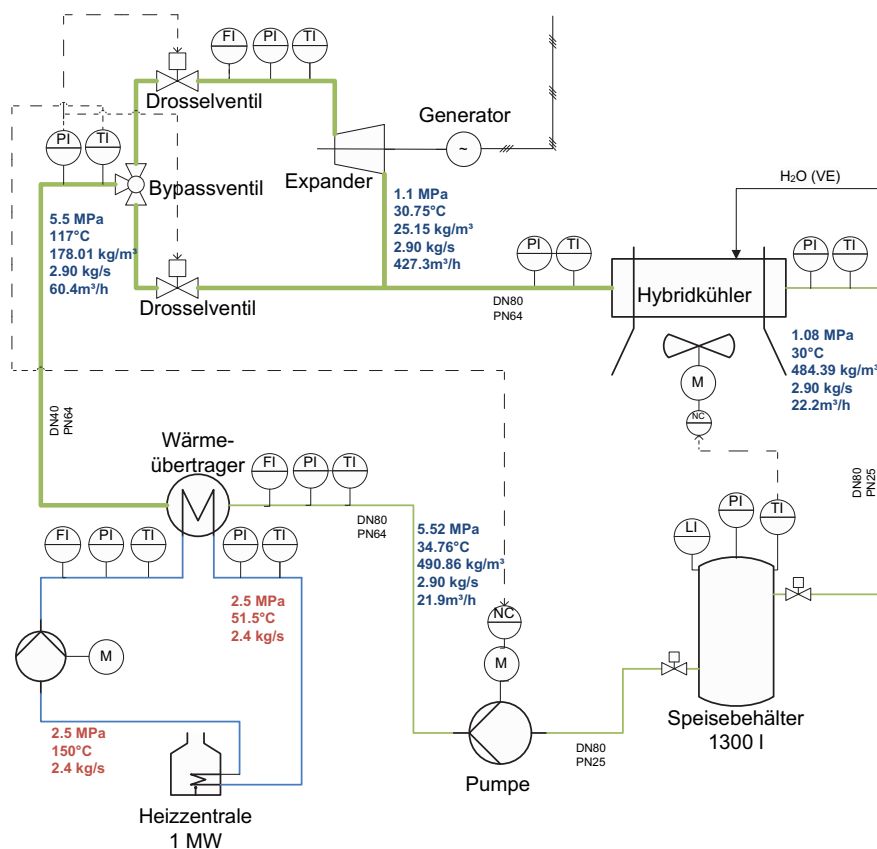 FI
PI
TI
Drosselventil
Generator
~
PI
TI
Bypassventil
Expander
H₂O (VE)
5.5 MPa
117°C
178.01 kg/m³
2.90 kg/s
60.4m³/h
1.1 MPa
30.75°C
25.15 kg/m³
2.90 kg/s
427.3m³/h
PI
TI
PI
TI
Drosselventil
DN80
PN64
Hybridkühler
1.08 MPa
30°C
484.39 kg/m³
2.90 kg/s
22.2m³/h
M
NC
DN40
PN64
Wärme-
übertrager
FI
PI
TI
DN80
PN64
DN80
PN25
5.52 MPa
34.76°C
490.86 kg/m³
2.90 kg/s
21.9m³/h
LI
PI
TI
FI
PI
TI
PI
TI
2.5 MPa
51.5°C
2.4 kg/s
NC
M
M
2.5 MPa
150°C
2.4 kg/s
Speisebehälter
1300 l
DN80
PN25
Pumpe
Heizzentrale
1 MW